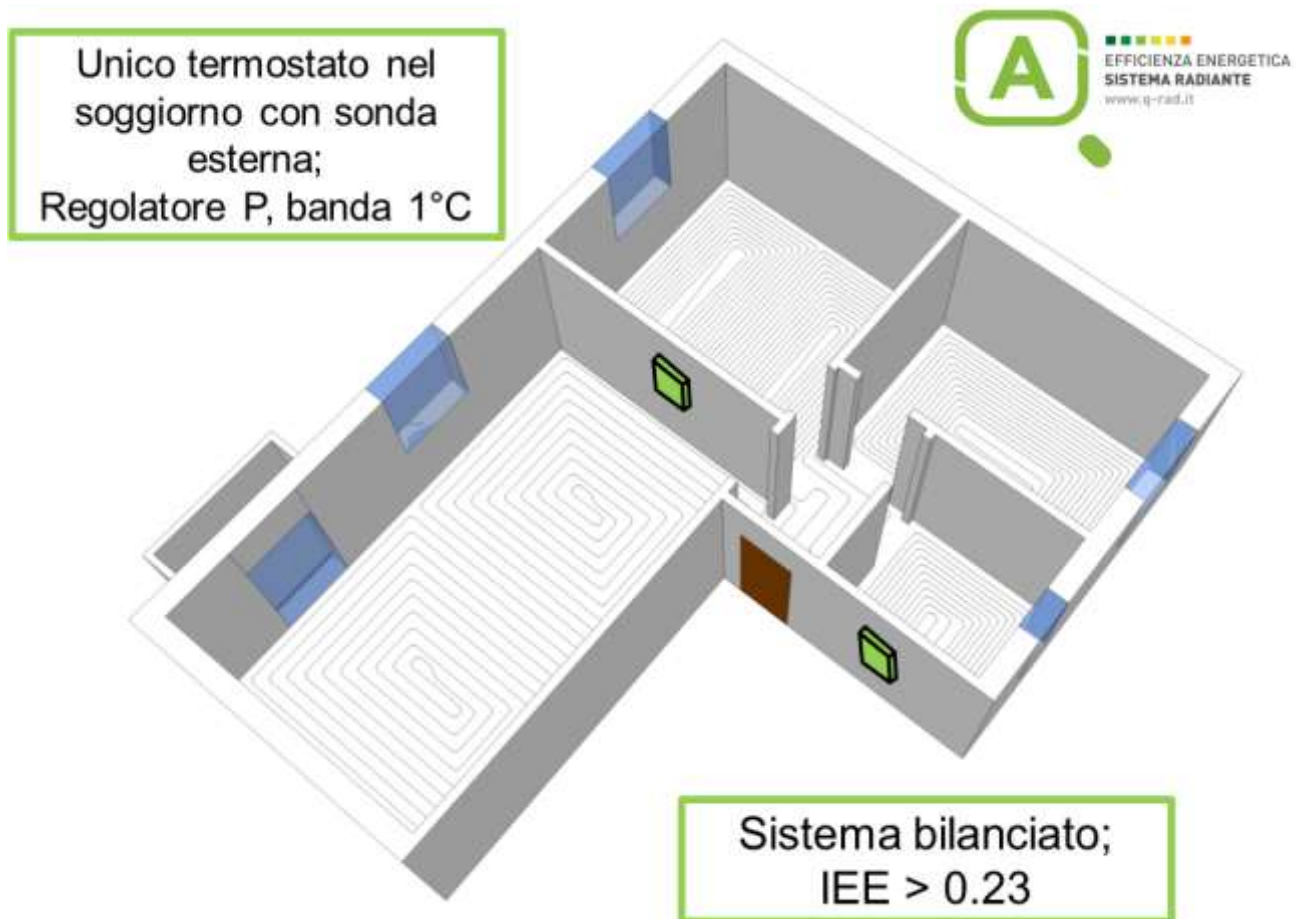 Unico termostato nel
soggiorno con sonda
esterna;
Regolatore P, banda 1°C
A
EFFICIENZA ENERGETICA
SISTEMA RADIANTE
www.q-rad.it
Sistema bilanciato;
IEE > 0.23